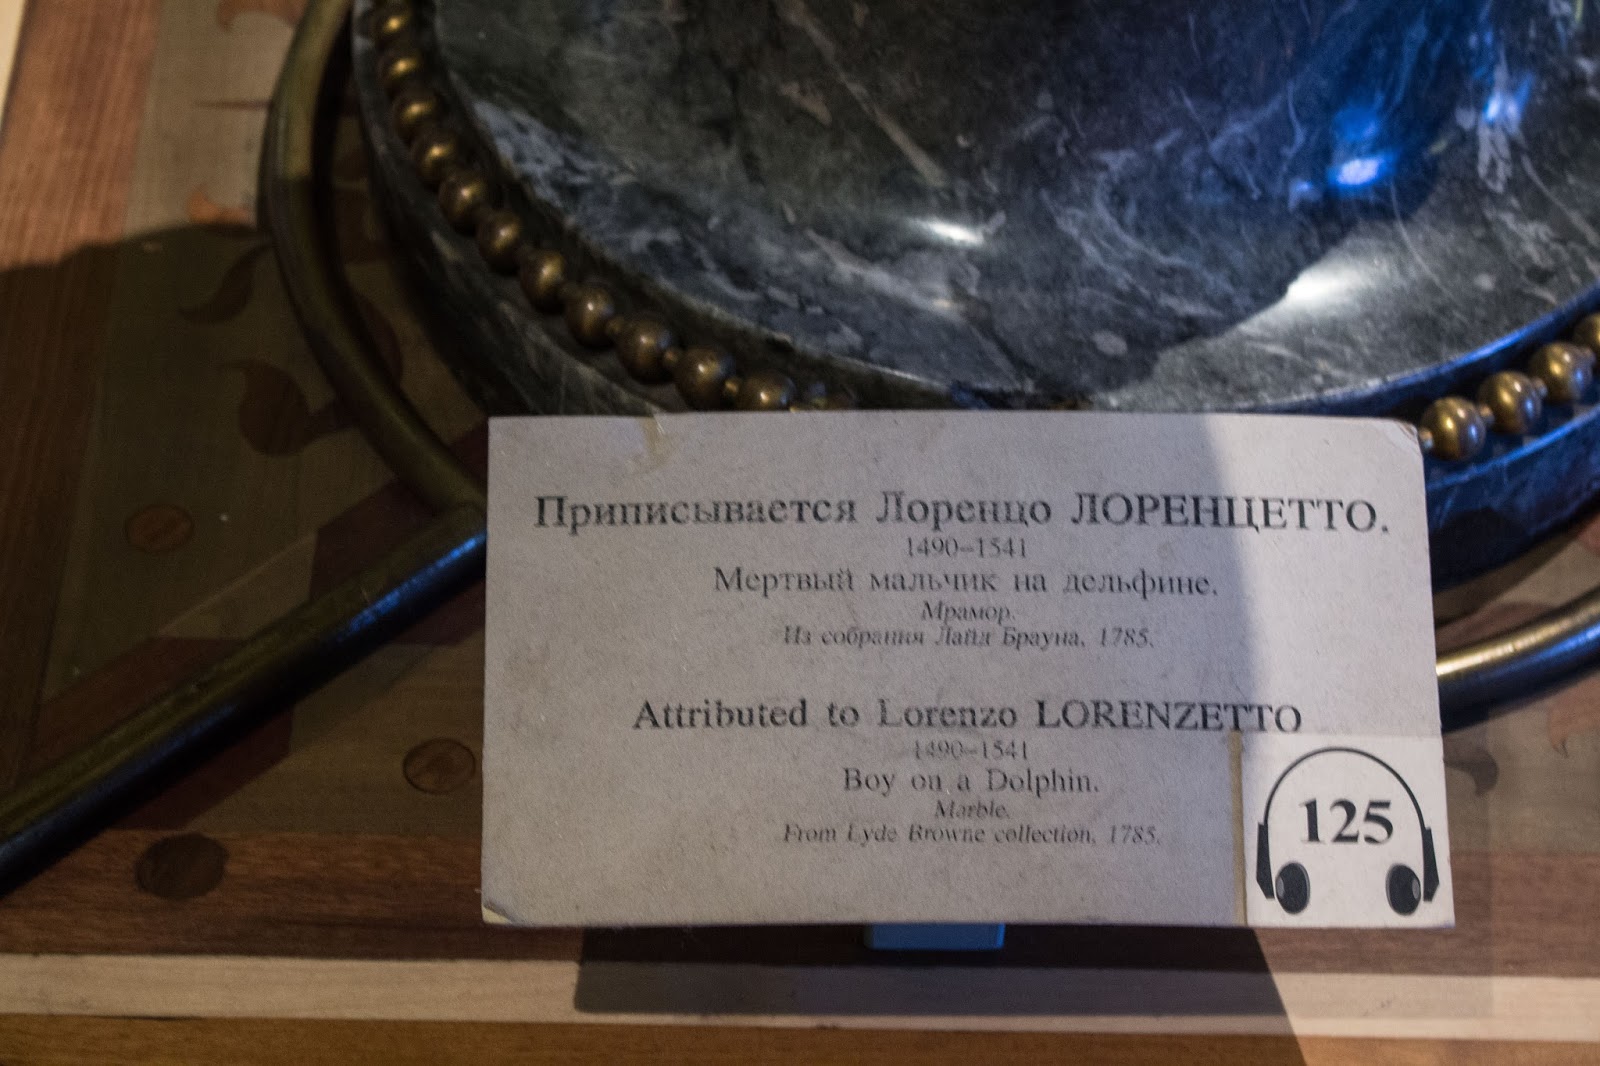 Приписывается Лоренцо ЛОРЕНЦЕТТО.
1490–1541
Мертвый мальчик на дельфине.
Мрамор.
Из собрания Лайд Брауна, 1785.
Attributed to Lorenzo LORENZETTO
1490–1541
Boy on a Dolphin.
Marble.
From Lyde Browne collection, 1785.
125